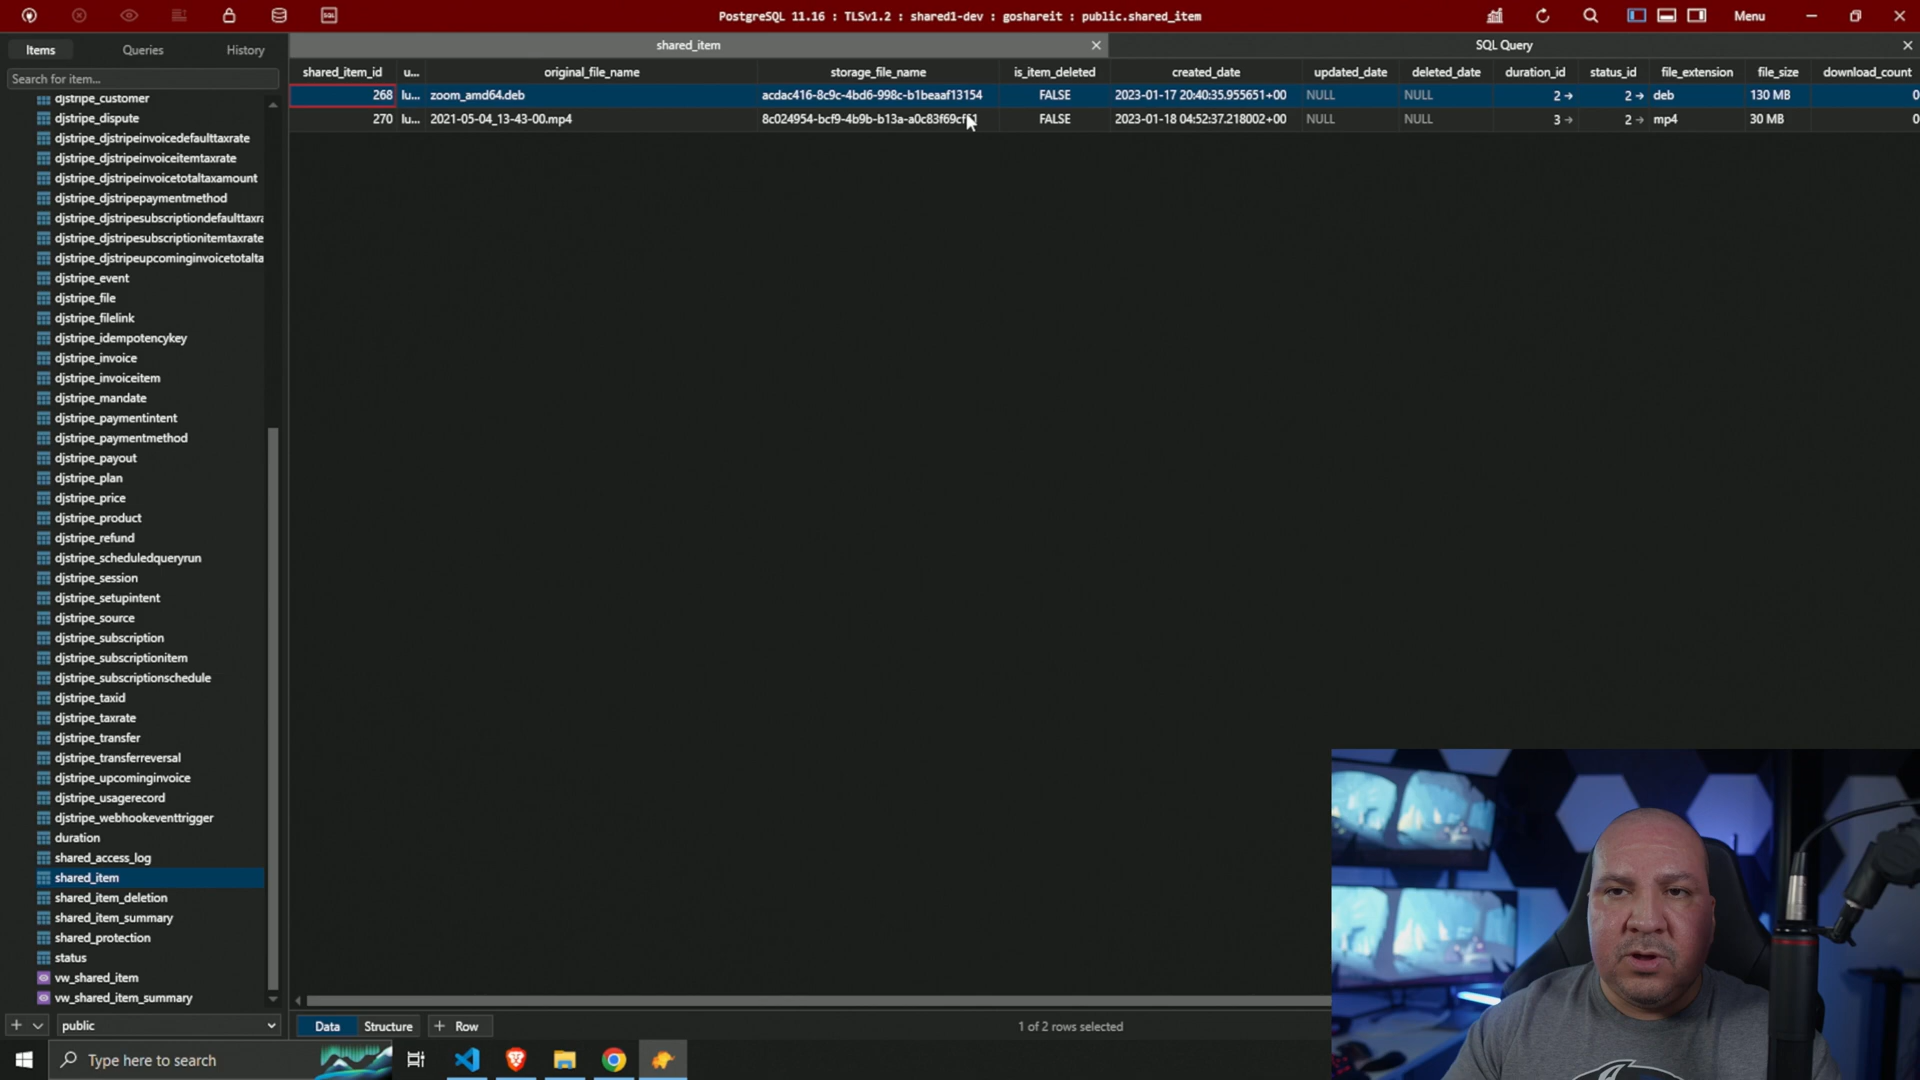 PostgreSQL 11.16 : TLSv1.2 : shared1-dev : goshareit : public.shared_item
SQL
Menu
Items Queries History
shared_item
SQL Query
Search for item...
shared_item_id u... original_file_name storage_file_name is_item_deleted created_date updated_date deleted_date duration_id status_id file_extension file_size download_count
268 lu... zoom_amd64.deb acdac416-8c9c-4bd6-998c-b1beaaf13154 FALSE 2023-01-17 20:40:35.955651+00 NULL NULL 2 → 2 → deb 130 MB 0
270 lu... 2021-05-04_13-43-00.mp4 FALSE 2023-01-18 04:52:37.218002+00 NULL NULL 3 → 2 → mp4 30 MB 0
djstripe_customer
djstripe_dispute
djstripe_djstripeinvoicedefaulttaxrate
djstripe_djstripeinvoiceitemtaxrate
djstripe_djstripeinvoicetotaltaxamount
djstripe_djstripepaymentmethod
djstripe_djstripesubscriptiondefaulttaxra
djstripe_djstripesubscriptionitemtaxrate
djstripe_djstripeupcominginvoicetotalta
djstripe_event
djstripe_file
djstripe_filelink
djstripe_idempotencykey
djstripe_invoice
djstripe_invoiceitem
djstripe_mandate
djstripe_paymentintent
djstripe_paymentmethod
djstripe_payout
djstripe_plan
djstripe_price
djstripe_product
djstripe_refund
djstripe_scheduledqueryrun
djstripe_session
djstripe_setupintent
djstripe_source
djstripe_subscription
djstripe_subscriptionitem
djstripe_subscriptionschedule
djstripe_taxid
djstripe_taxrate
djstripe_transfer
djstripe_transferreversal
djstripe_upcominginvoice
djstripe_usagerecord
djstripe_webhookeventtrigger
duration
shared_access_log
shared_item
shared_item_deletion
shared_item_summary
shared_protection
status
vw_shared_item
vw_shared_item_summary
public
Data Structure + Row
1 of 2 rows selected
Type here to search